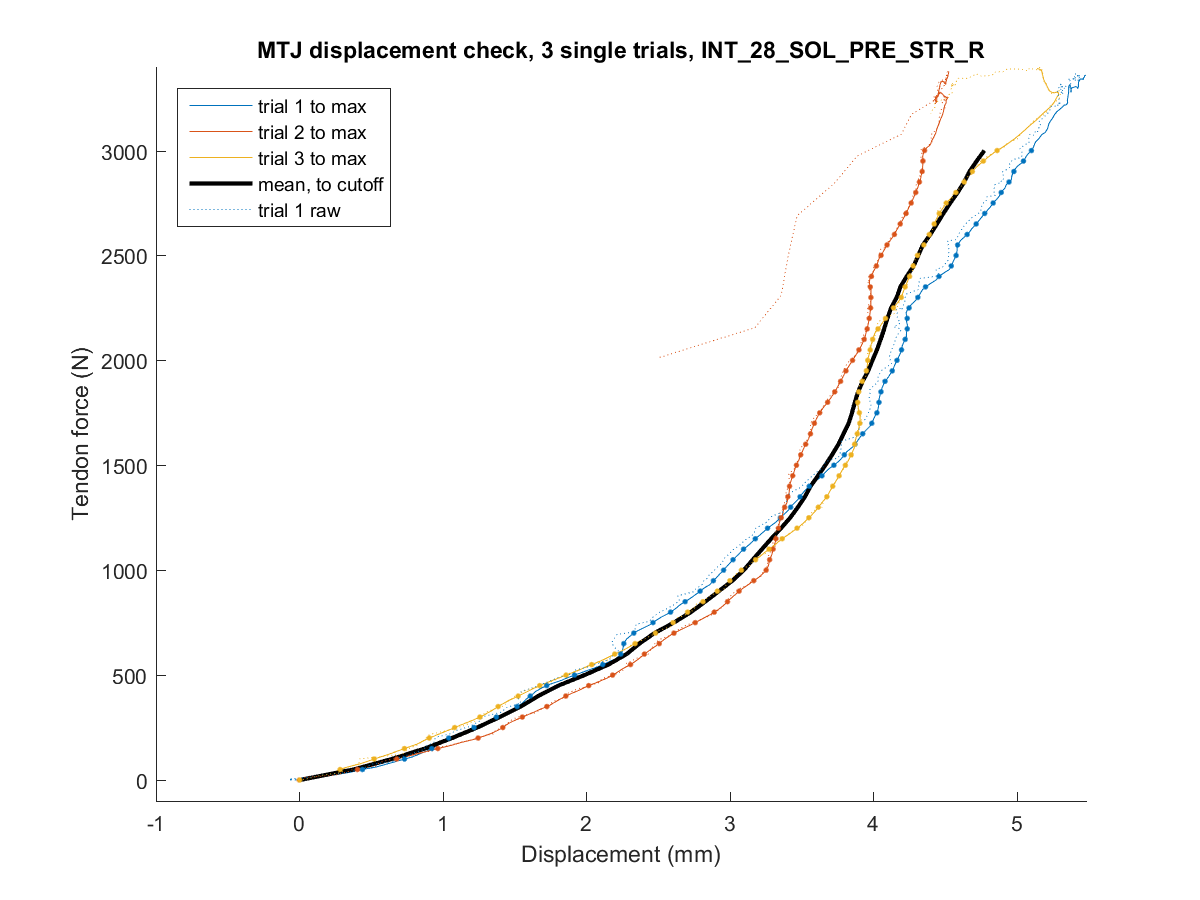 MTJ displacement check, 3 single trials, INT_28_SOL_PRE_STR_R
trial 1 to max
trial 2 to max
trial 3 to max
mean, to cutoff
trial 1 raw
3000
2500
2000
1500
1000
500
0
Tendon force (N)
-1
0
1
2
3
4
5
Displacement (mm)